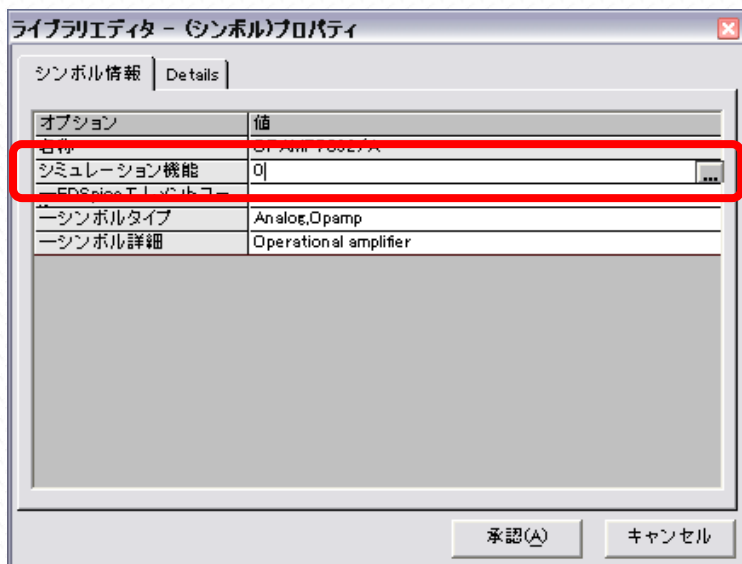 ライブラリエディタ - (シンボル)プロパティ
シンボル情報 Details
オプション 値
名称
シミュレーション機能 0 ...
ーシンボルタイプ Analog,Opamp
ーシンボル詳細 Operational amplifier
承認(A) キャンセル